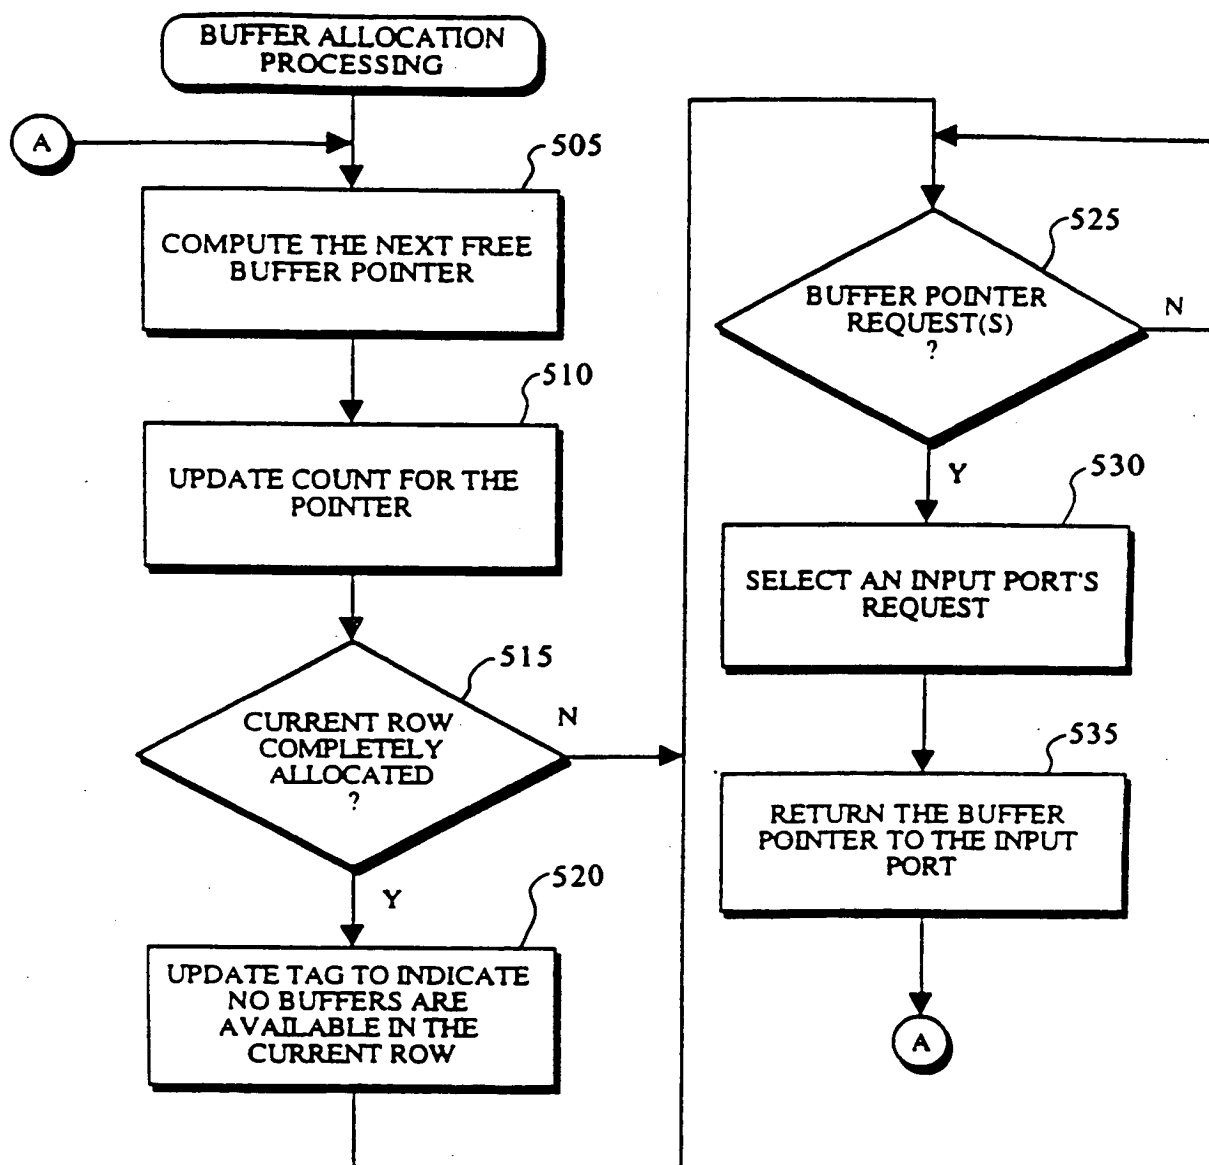 BUFFER ALLOCATION
PROCESSING
A
505
COMPUTE THE NEXT FREE
BUFFER POINTER
510
UPDATE COUNT FOR THE
POINTER
515
CURRENT ROW
COMPLETELY
ALLOCATED
?
N
Y
520
UPDATE TAG TO INDICATE
NO BUFFERS ARE
AVAILABLE IN THE
CURRENT ROW
525
BUFFER POINTER
REQUEST(S)
?
N
Y
530
SELECT AN INPUT PORT'S
REQUEST
535
RETURN THE BUFFER
POINTER TO THE INPUT
PORT
A